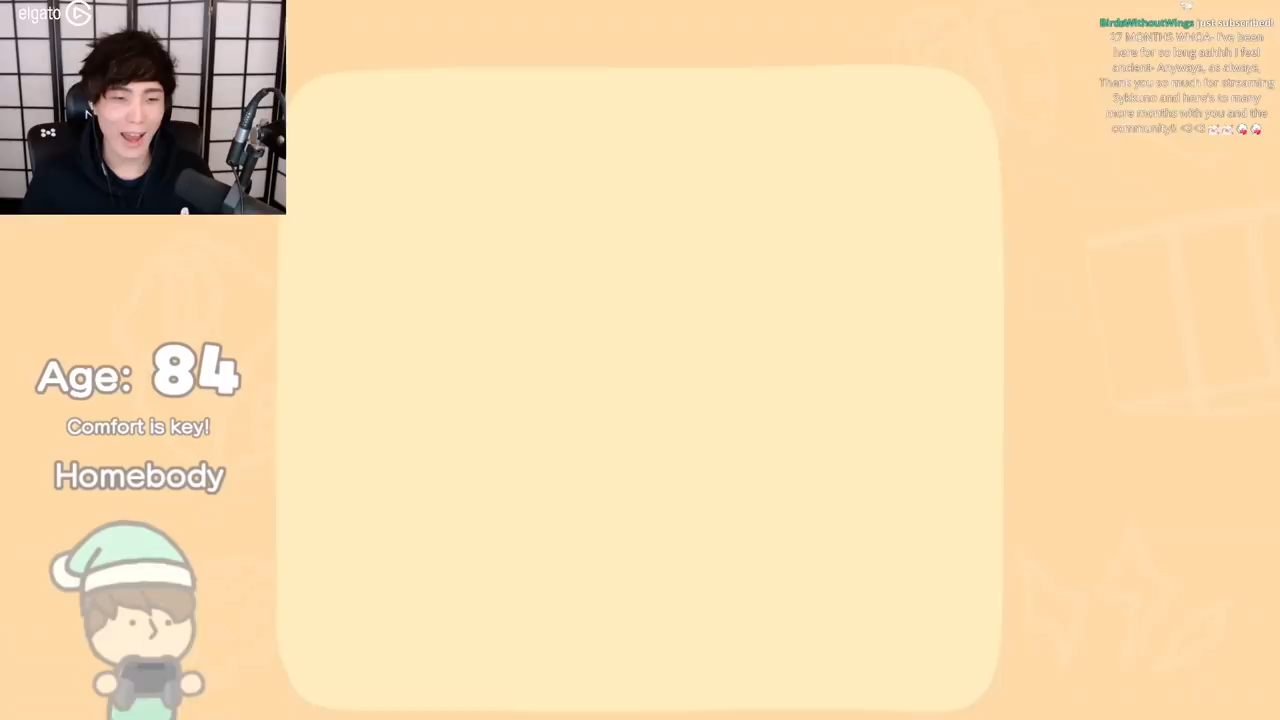 elgato
BirdsWithoutWings just subscribed!
17 MONTHS WHOA- I've been
here for so long aahhh I feel
ancient- Anyways, as always,
Thank you so much for streaming
Sykkuno and here's to many
more months with you and the
community! <3<3
Age: 84
Comfort is key!
Homebody